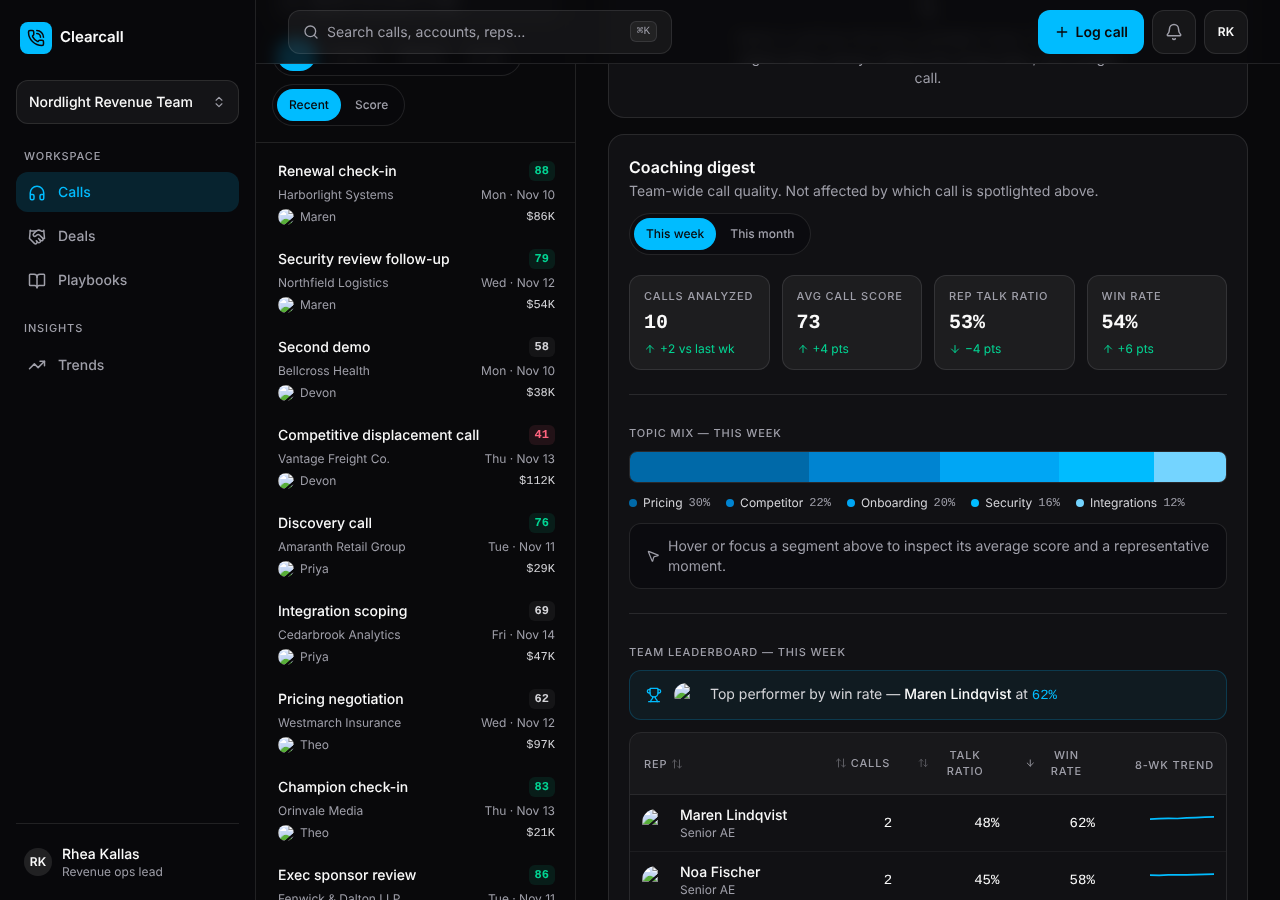 Clearcall
Search calls, accounts, reps...
⌘K
+ Log call
RK
Nordlight Revenue Team
WORKSPACE
Calls
Deals
Playbooks
INSIGHTS
Trends
RK
Rhea Kallas
Revenue ops lead
Recent
Score
Renewal check-in
88
Harborlight Systems
Mon · Nov 10
Maren
$86K
Security review follow-up
79
Northfield Logistics
Wed · Nov 12
Maren
$54K
Second demo
58
Bellcross Health
Mon · Nov 10
Devon
$38K
Competitive displacement call
41
Vantage Freight Co.
Thu · Nov 13
Devon
$112K
Discovery call
76
Amaranth Retail Group
Tue · Nov 11
Priya
$29K
Integration scoping
69
Cedarbrook Analytics
Fri · Nov 14
Priya
$47K
Pricing negotiation
62
Westmarch Insurance
Wed · Nov 12
Theo
$97K
Champion check-in
83
Orinvale Media
Thu · Nov 13
Theo
$21K
Exec sponsor review
86
Fenwick & Dalton LLP
Tue · Nov 11
call.
Coaching digest
Team-wide call quality. Not affected by which call is spotlighted above.
This week
This month
CALLS ANALYZED
10
↑ +2 vs last wk
AVG CALL SCORE
73
↑ +4 pts
REP TALK RATIO
53%
↓ −4 pts
WIN RATE
54%
↑ +6 pts
TOPIC MIX — THIS WEEK
Pricing 30%
Competitor 22%
Onboarding 20%
Security 16%
Integrations 12%
Hover or focus a segment above to inspect its average score and a representative
moment.
TEAM LEADERBOARD — THIS WEEK
Top performer by win rate — Maren Lindqvist at 62%
REP
CALLS
TALK RATIO
WIN RATE
8-WK TREND
Maren Lindqvist
Senior AE
2
48%
62%
Noa Fischer
Senior AE
2
45%
58%